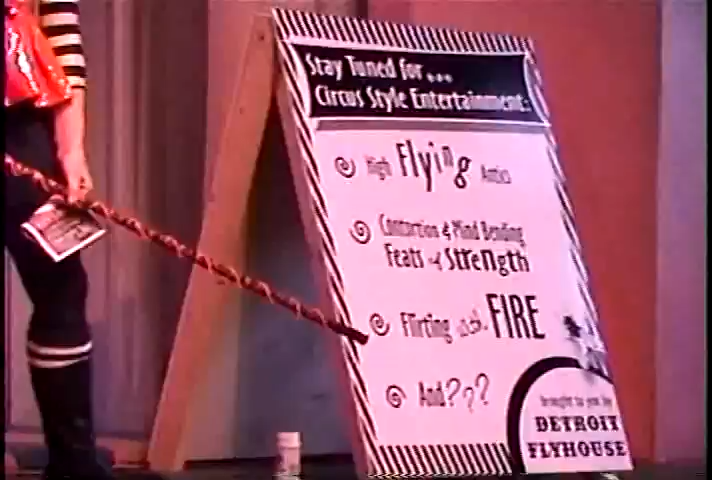 Stay Tuned for...
Circus Style Entertainment:
High Flying Antics
Contortion & Mind Bending
Feats of Strength
Flirting with FIRE
And???
brought to you by
DETROIT
FLYHOUSE